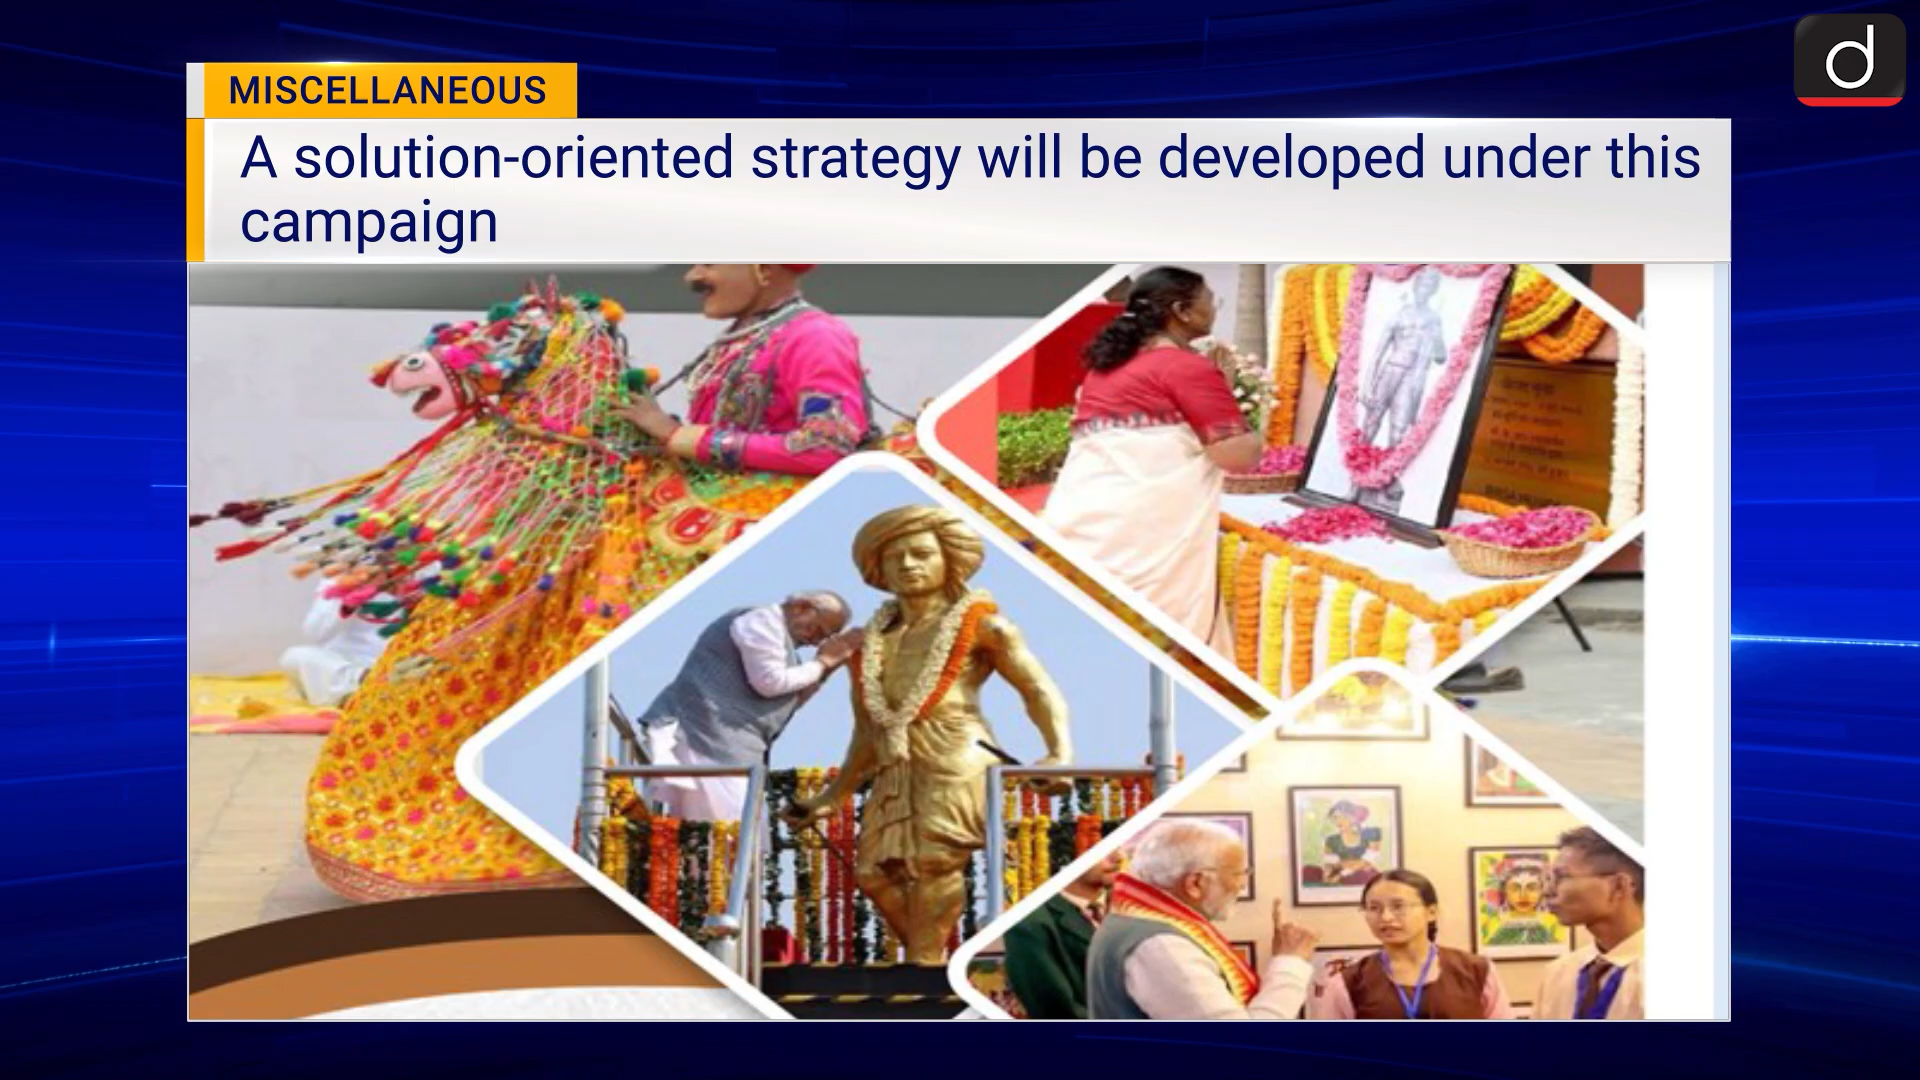 MISCELLANEOUS
A solution-oriented strategy will be developed under this
campaign
d